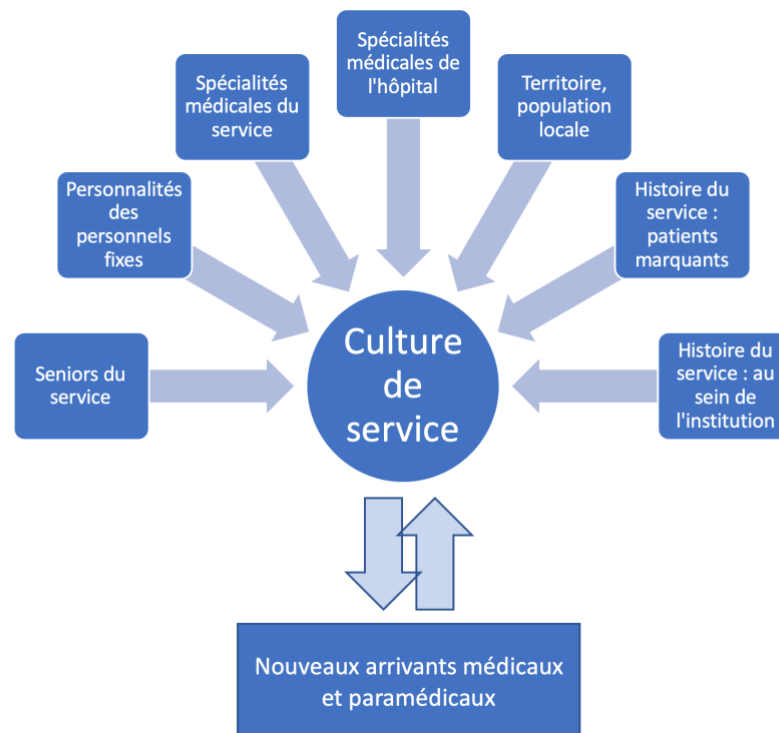 Spécialités
médicales de
l'hôpital
Spécialités
médicales du
service
Territoire,
population
locale
Personnalités
des
personnels
fixes
Histoire du
service :
patients
marquants
Seniors du
service
Culture
de
service
Histoire du
service : au
sein de
l'institution
Nouveaux arrivants médicaux
et paramédicaux